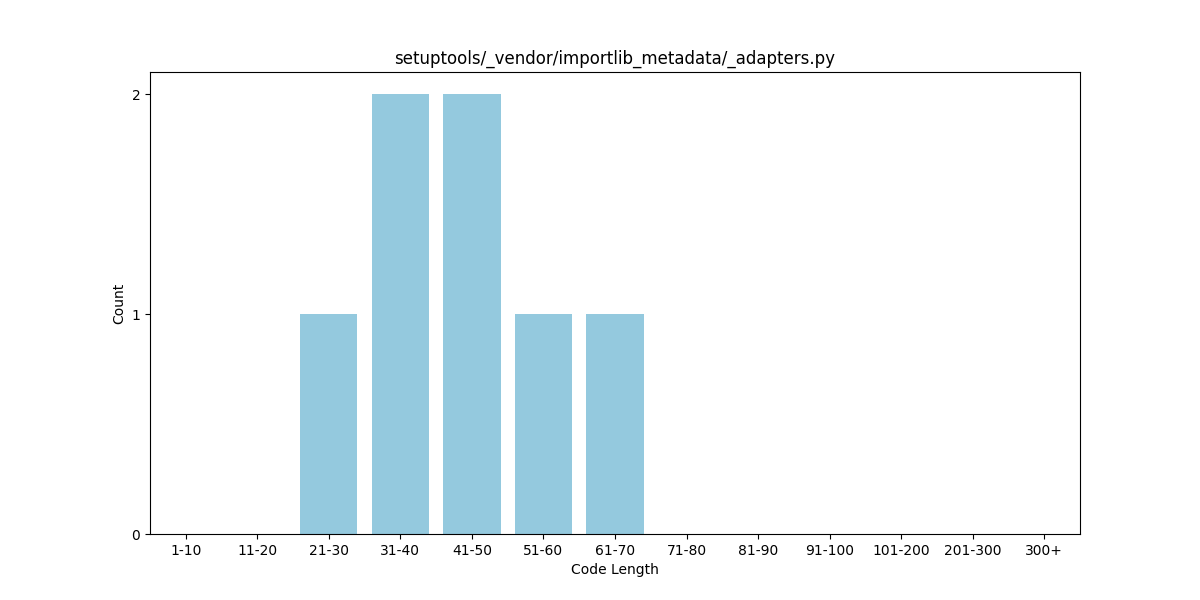 setuptools/_vendor/importlib_metadata/_adapters.py
Count
2
1
0
1-10 11-20 21-30 31-40 41-50 51-60 61-70 71-80 81-90 91-100 101-200 201-300 300+
Code Length